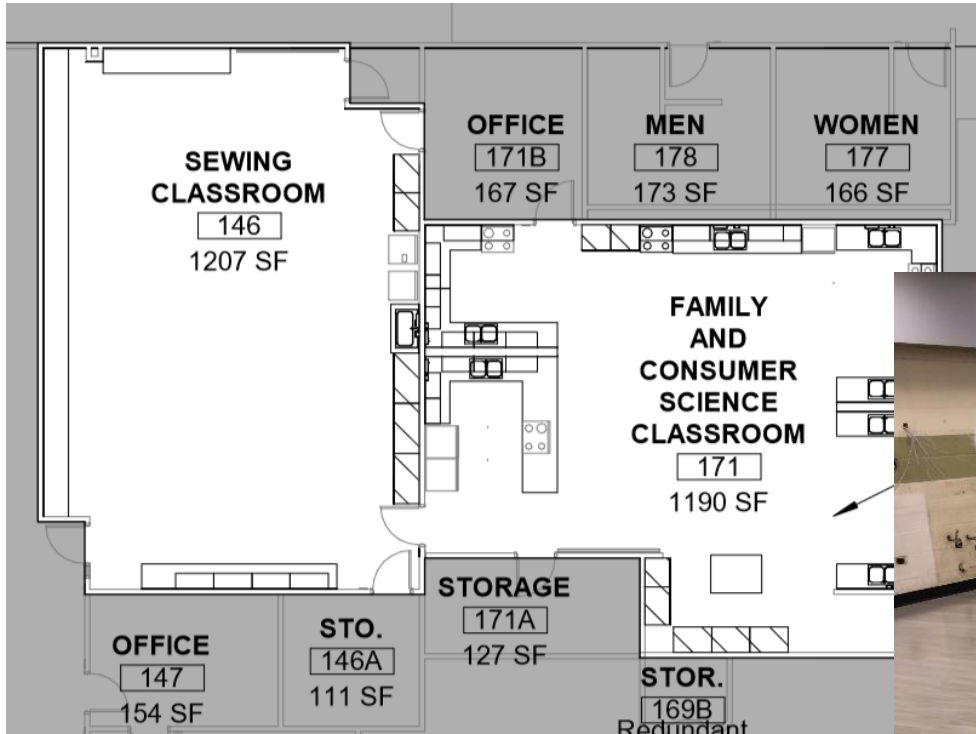 OFFICE
171B
167 SF
MEN
178
173 SF
WOMEN
177
166 SF
SEWING
CLASSROOM
146
1207 SF
FAMILY
AND
CONSUMER
SCIENCE
CLASSROOM
171
1190 SF
STORAGE
171A
127 SF
OFFICE
147
154 SF
STO.
146A
111 SF
STOR.
169B
Redundant